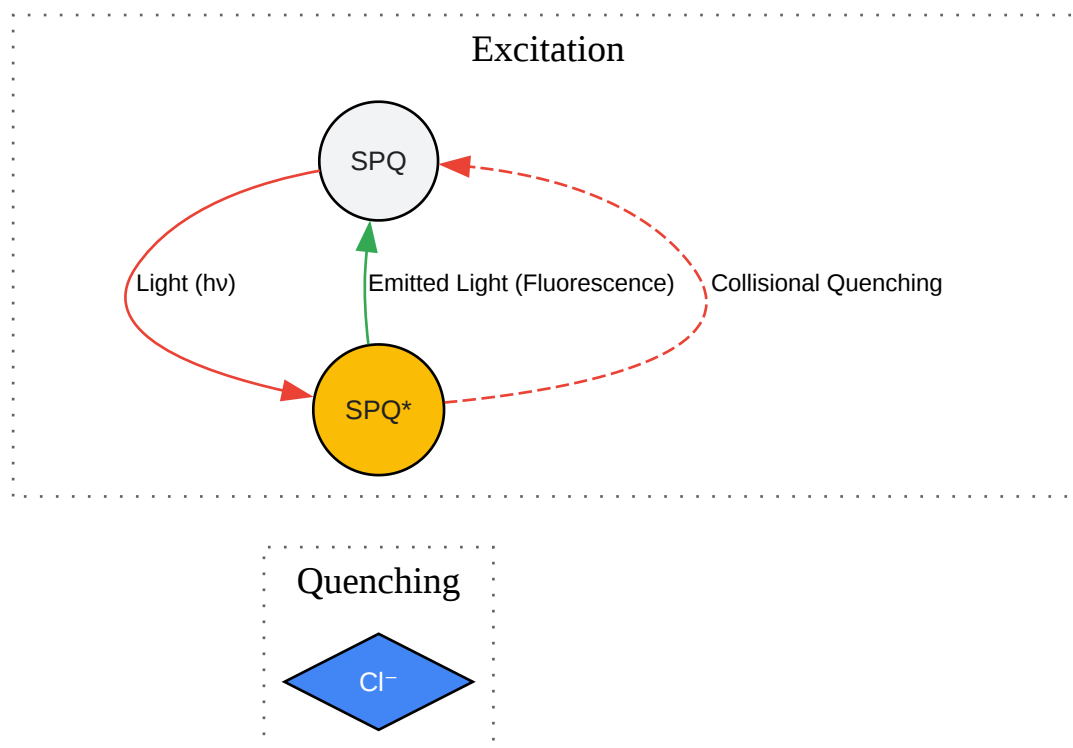 Excitation
SPQ
Light (hν)
Emitted Light (Fluorescence)
Collisional Quenching
SPQ*
Quenching
Cl⁻